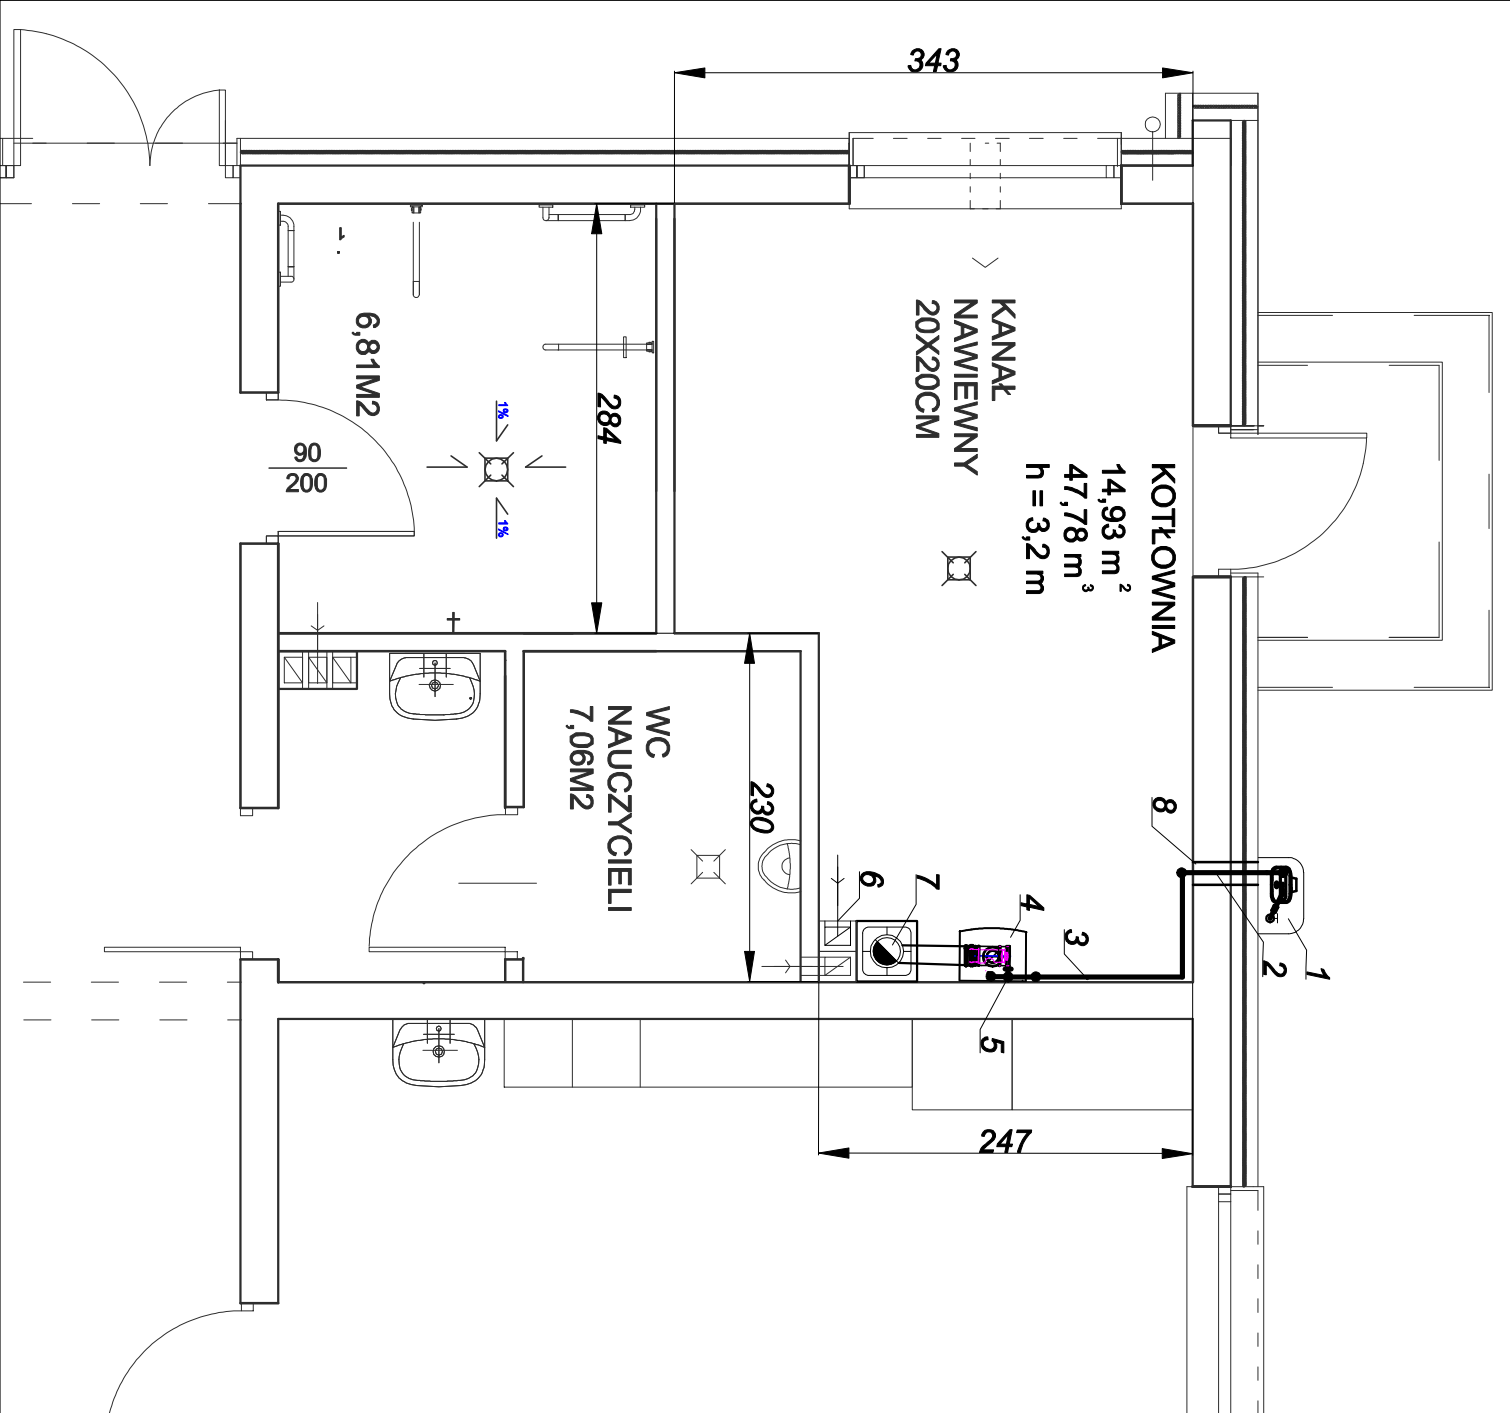 343
KANAŁ
NAWIEWNY
20X20CM
KOTŁOWNIA
14,93 m²
47,78 m³
h = 3,2 m
1.
6,81M2
284
1%
1%
90
200
WC
NAUCZYCIELI
7,06M2
230
8
6
7
4
3
2
1
5
247